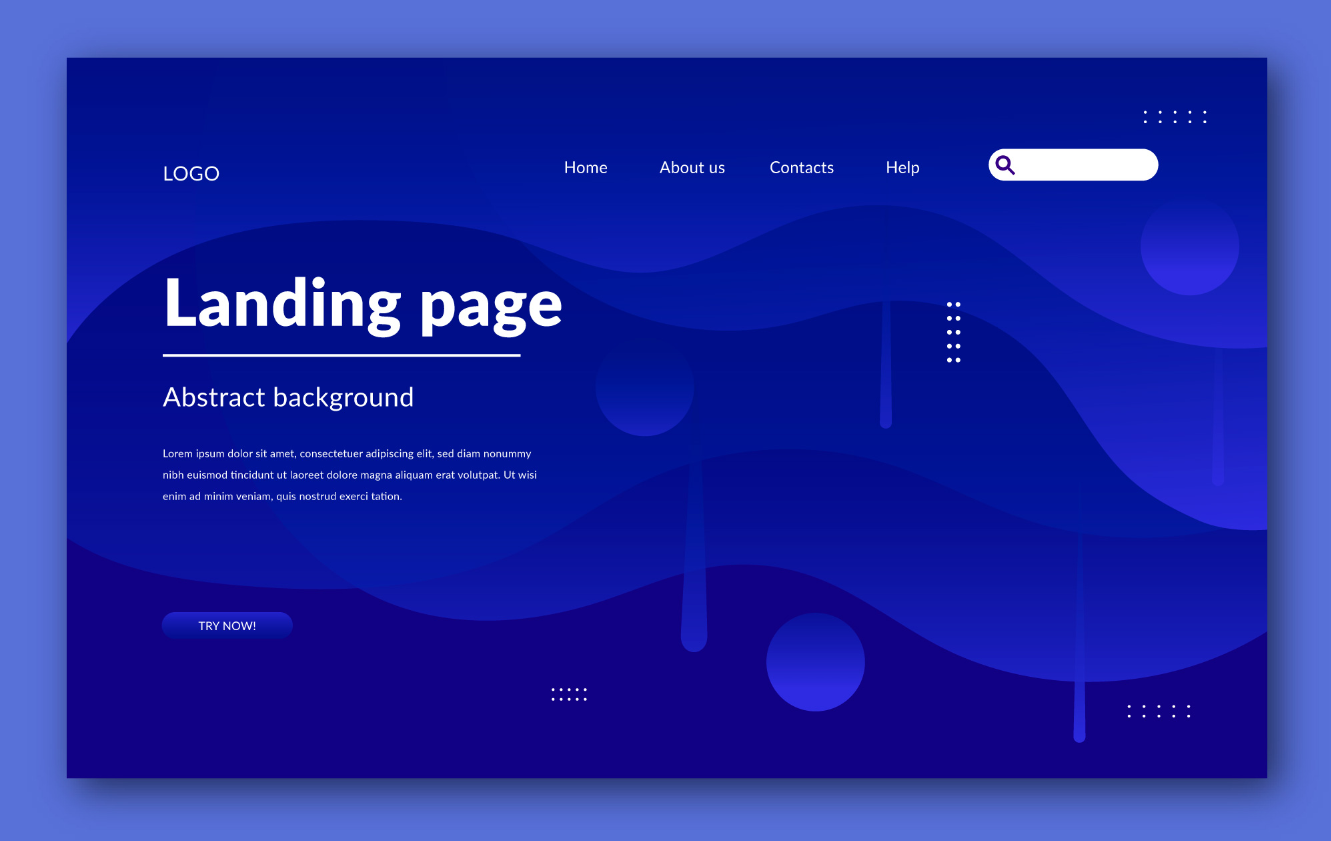 LOGO
Home About us Contacts Help
Landing page
Abstract background
Lorem ipsum dolor sit amet, consectetuer adipiscing elit, sed diam nonummy
nibh euismod tincidunt ut laoreet dolore magna aliquam erat volutpat. Ut wisi
enim ad minim veniam, quis nostrud exerci tation.
TRY NOW!